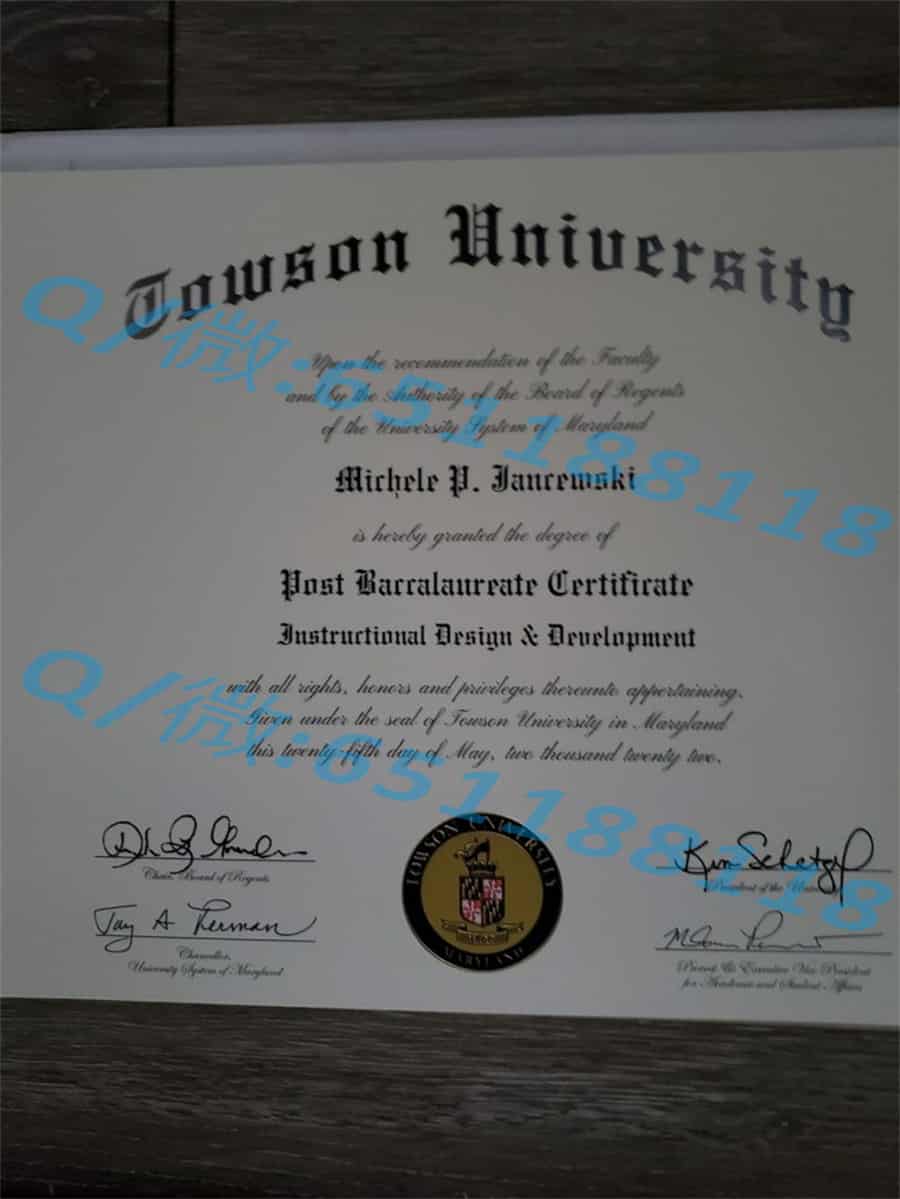 Towson University
Upon the recommendation of the Faculty
and by the Authority of the Board of Regents
of the University System of Maryland
Q/微:651188118
Michele P. Jancewski
is hereby granted the degree of
Post Baccalaureate Certificate
Instructional Design & Development
with all rights, honors and privileges thereunto appertaining.
Given under the seal of Towson University in Maryland
this twenty-fifth day of May, two thousand twenty two.
Q/微:651188118
Chair, Board of Regents
President of the University
Jay A Perman
Chancellor,
University System of Maryland
TOWSON UNIVERSITY
MARYLAND
Provost & Executive Vice President
for Academic and Student Affairs